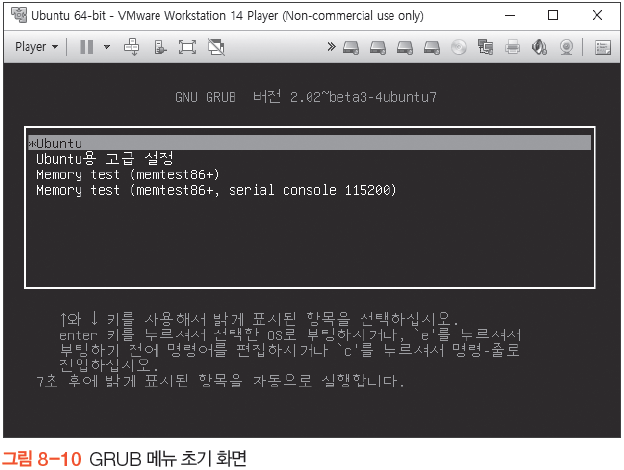 Ubuntu 64-bit - VMware Workstation 14 Player (Non-commercial use only)
Player
GNU GRUB 버전 2.02~beta3-4ubuntu7
*Ubuntu
Ubuntu용 고급 설정
Memory test (memtest86+)
Memory test (memtest86+, serial console 115200)
↑와 ↓ 키를 사용해서 밝게 표시된 항목을 선택하십시오.
enter 키를 누르셔서 선택한 OS로 부팅하시거나, `e'를 누르셔서
부팅하기 전에 명령어를 편집하시거나 `c'를 누르셔서 명령-줄로
진입하십시오.
7초 후에 밝게 표시된 항목을 자동으로 실행합니다.
그림 8-10 GRUB 메뉴 초기 화면